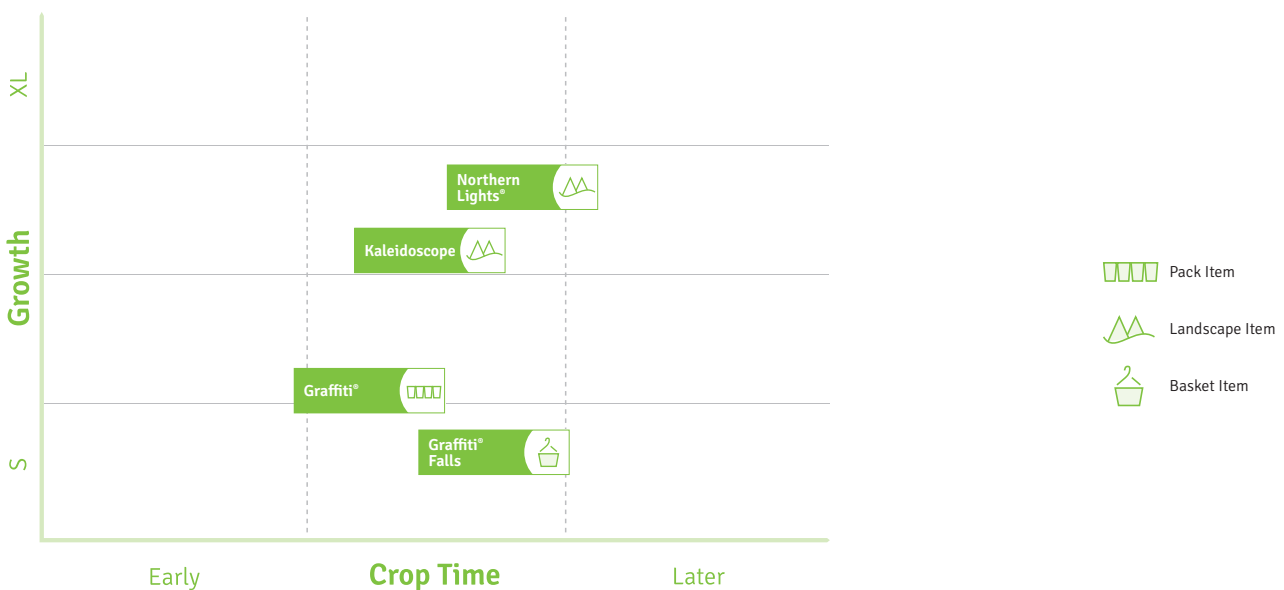 XL
Growth
S
Northern
Lights®
Kaleidoscope
Graffiti®
Graffiti®
Falls
Early
Crop Time
Later
Pack Item
Landscape Item
Basket Item